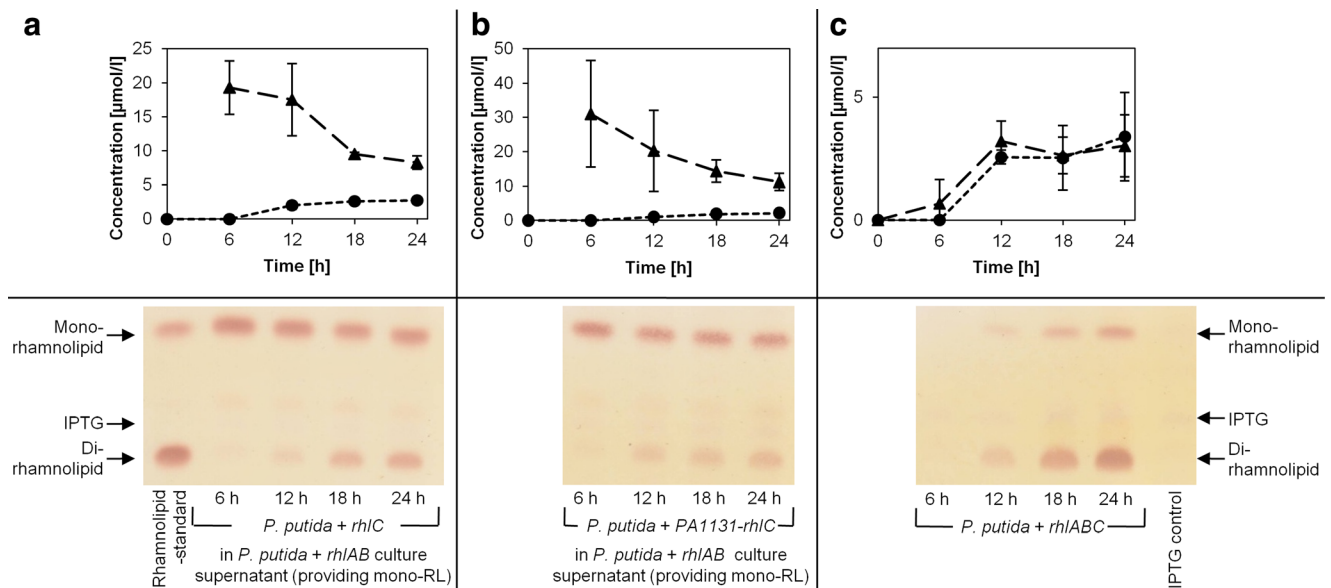 a
Concentration [µmol/l]
25
20
15
10
5
0
0
6
12
18
24
Time [h]
b
Concentration [µmol/l]
50
40
30
20
10
0
0
6
12
18
24
Time [h]
c
Concentration [µmol/l]
5
0
0
6
12
18
24
Time [h]
Mono-
rhamnolipid
IPTG
Di-
rhamnolipid
Rhamnolipid
-standard
6 h
12 h
18 h
24 h
P. putida + rhlC
in P. putida + rhlAB culture
supernatant (providing mono-RL)
6 h
12 h
18 h
24 h
P. putida + PA1131-rhlC
in P. putida + rhlAB culture
supernatant (providing mono-RL)
Mono-
rhamnolipid
IPTG
Di-
rhamnolipid
6 h
12 h
18 h
24 h
P. putida + rhlABC
IPTG control